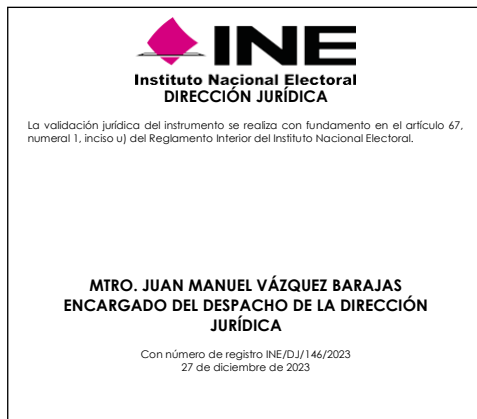 INE
Instituto Nacional Electoral
DIRECCIÓN JURÍDICA
La validación jurídica del instrumento se realiza con fundamento en el artículo 67,
numeral 1, inciso u) del Reglamento Interior del Instituto Nacional Electoral.
MTRO. JUAN MANUEL VÁZQUEZ BARAJAS
ENCARGADO DEL DESPACHO DE LA DIRECCIÓN
JURÍDICA
Con número de registro INE/DJ/146/2023
27 de diciembre de 2023